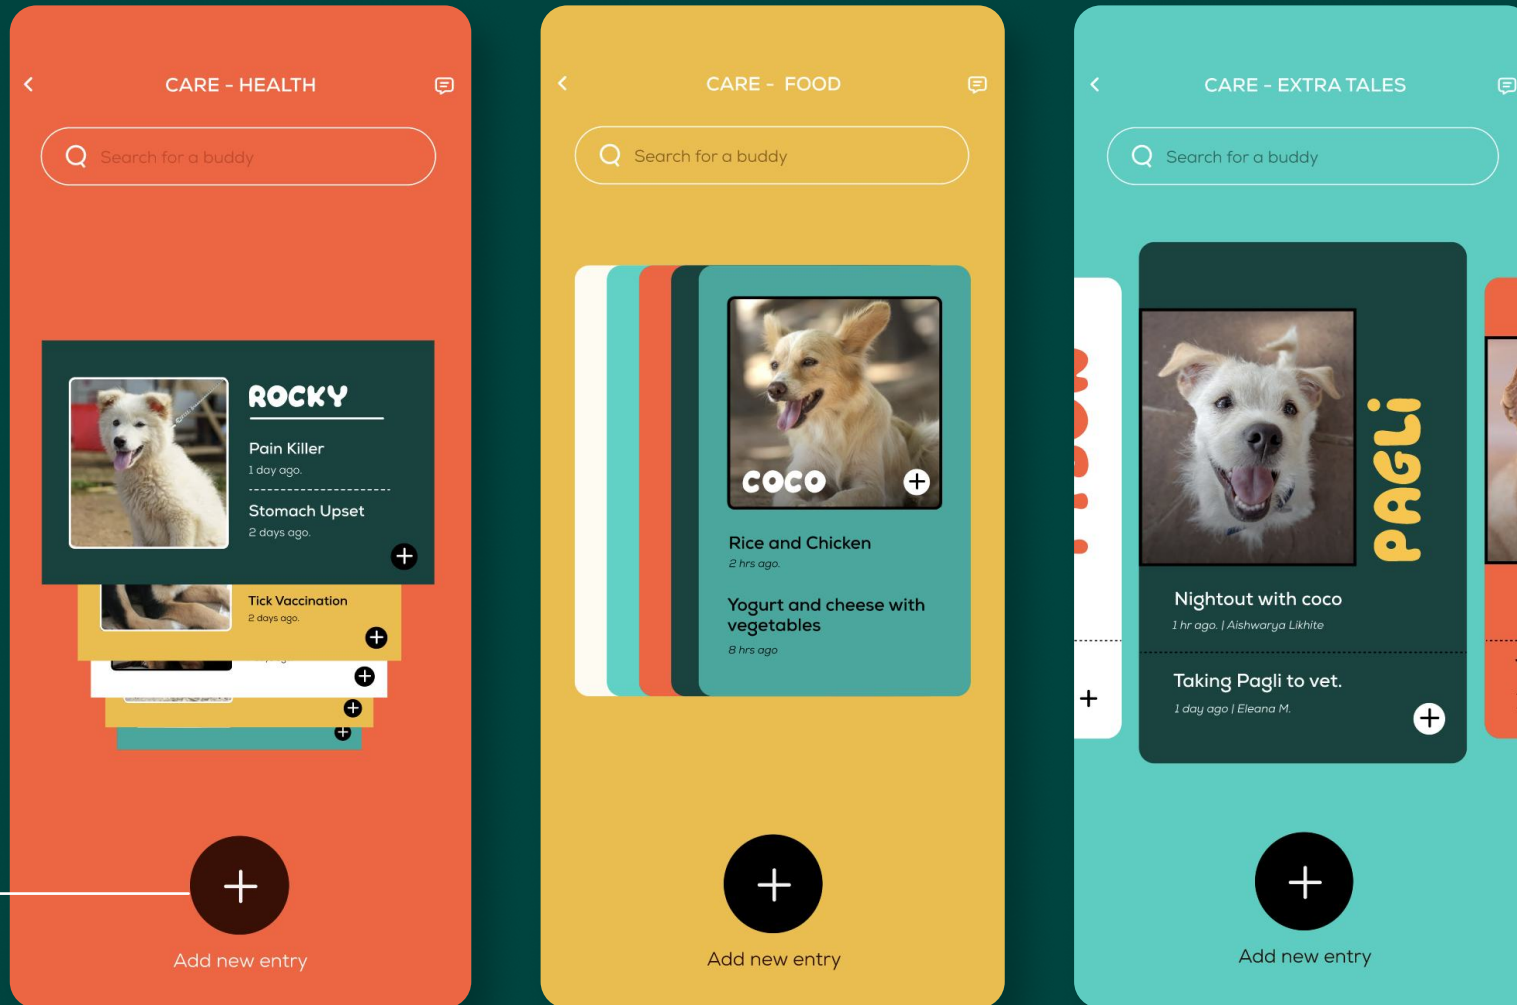 CARE - HEALTH
Search for a buddy
ROCKY
Pain Killer
1 day ago.
Stomach Upset
2 days ago.
Tick Vaccination
2 days ago.
Add new entry
CARE - FOOD
Search for a buddy
COCO
Rice and Chicken
2 hrs ago.
Yogurt and cheese with
vegetables
8 hrs ago
Add new entry
CARE - EXTRA TALES
Search for a buddy
PAGLi
Nightout with coco
1 hr ago. | Aishwarya Likhite
Taking Pagli to vet.
1 day ago | Eleana M.
Add new entry